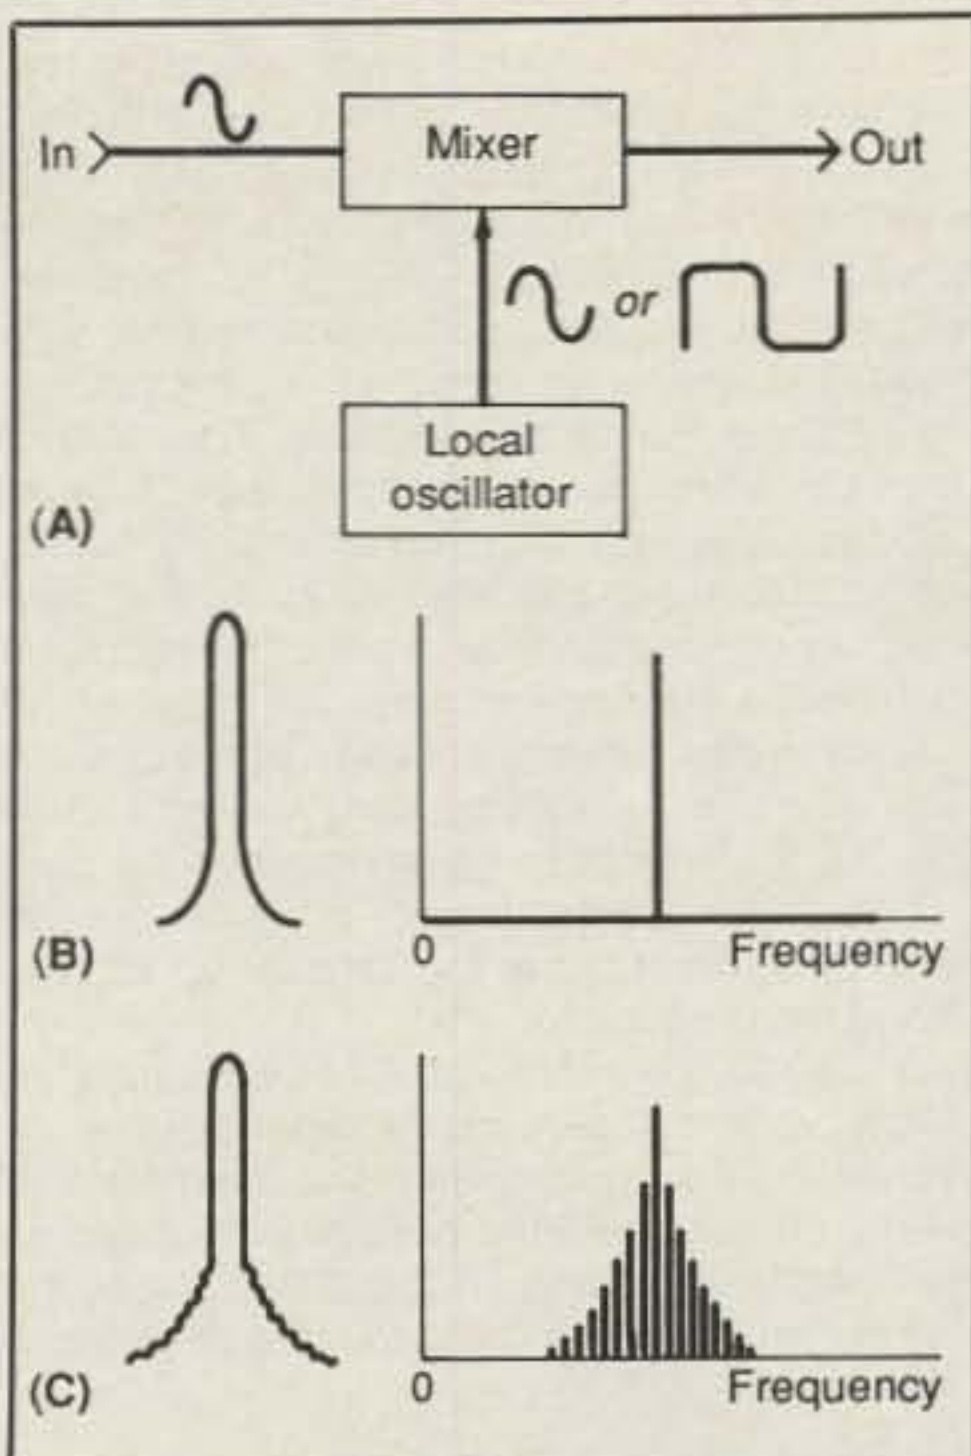 In
Mixer
Out
or
Local
oscillator
(A)
(B)
0
Frequency
(C)
0
Frequency